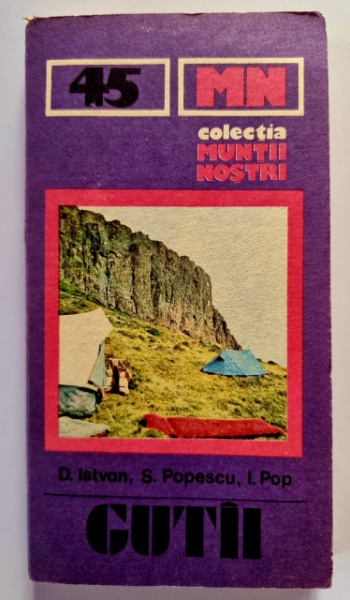 45 MN
colecția
MUNȚII
NOȘTRI
D. Istvan, S. Popescu, I. Pop
GUTÎI